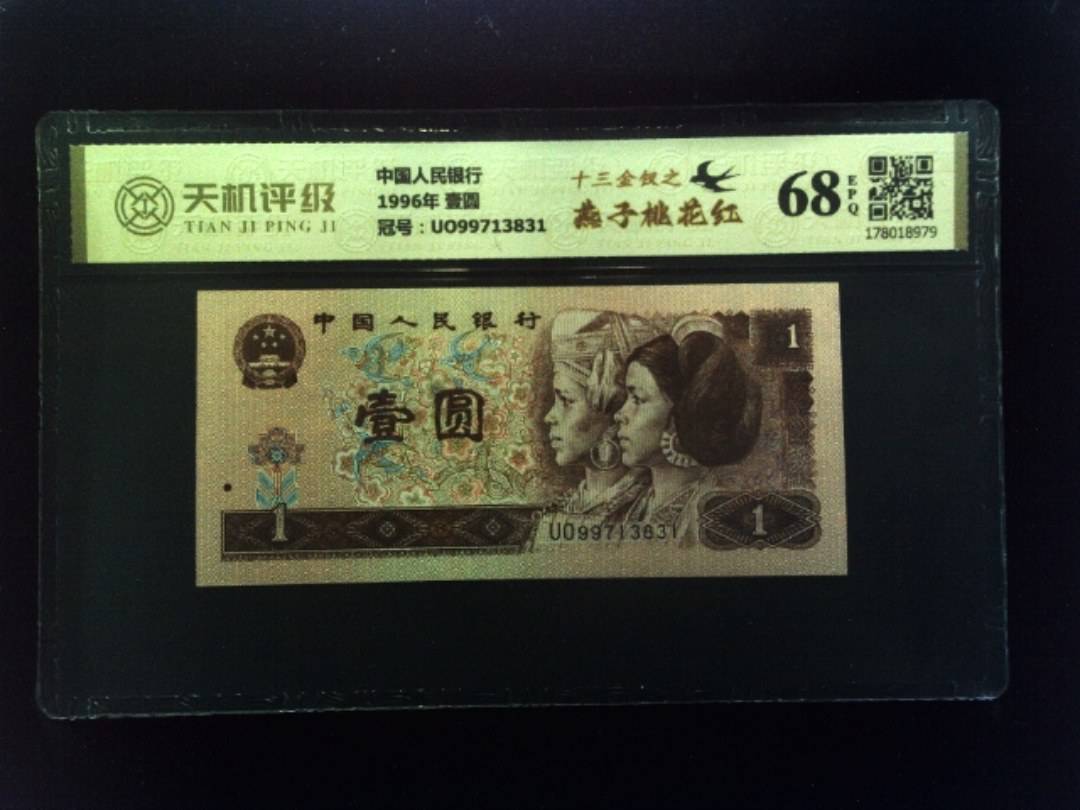 天机评级
TIAN JI PING JI
中国人民银行
1996年 壹圆
冠号：UO99713831
十三金钗之
燕子桃花红
68
EPQ
178018979
中国人民银行
1
壹圆
1
UO99713831
1